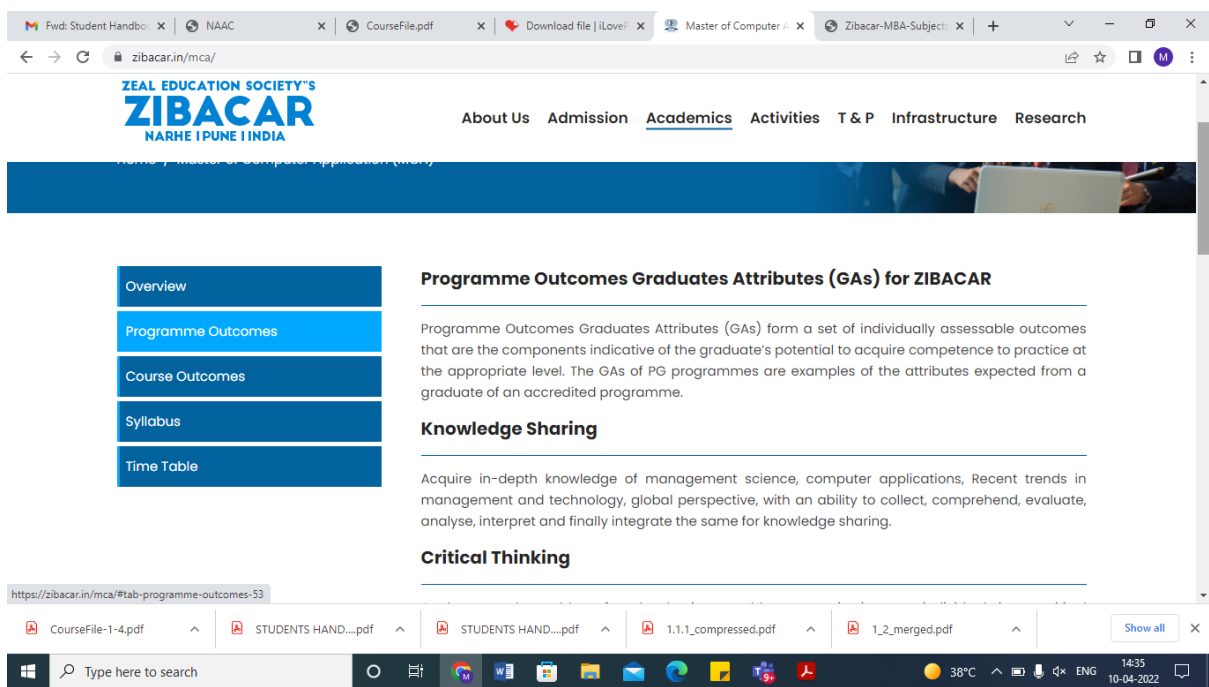 Fwd: Student Handboo
NAAC
CourseFile.pdf
Download file | iLoveP
Master of Computer A
Zibacar-MBA-Subjects
zibacar.in/mca/
M
ZEAL EDUCATION SOCIETY"S
ZIBACAR
NARHE I PUNE I INDIA
About Us Admission Academics Activities T & P Infrastructure Research
Home / Master of Computer Application (MCA)
Overview
Programme Outcomes
Course Outcomes
Syllabus
Time Table
Programme Outcomes Graduates Attributes (GAs) for ZIBACAR
Programme Outcomes Graduates Attributes (GAs) form a set of individually assessable outcomes
that are the components indicative of the graduate's potential to acquire competence to practice at
the appropriate level. The GAs of PG programmes are examples of the attributes expected from a
graduate of an accredited programme.
Knowledge Sharing
Acquire in-depth knowledge of management science, computer applications, Recent trends in
management and technology, global perspective, with an ability to collect, comprehend, evaluate,
analyse, interpret and finally integrate the same for knowledge sharing.
Critical Thinking
https://zibacar.in/mca/#tab-programme-outcomes-53
CourseFile-1-4.pdf
STUDENTS HAND....pdf
STUDENTS HAND....pdf
1.1.1_compressed.pdf
1_2_merged.pdf
Show all
Type here to search
38°C
ENG
14:35
10-04-2022